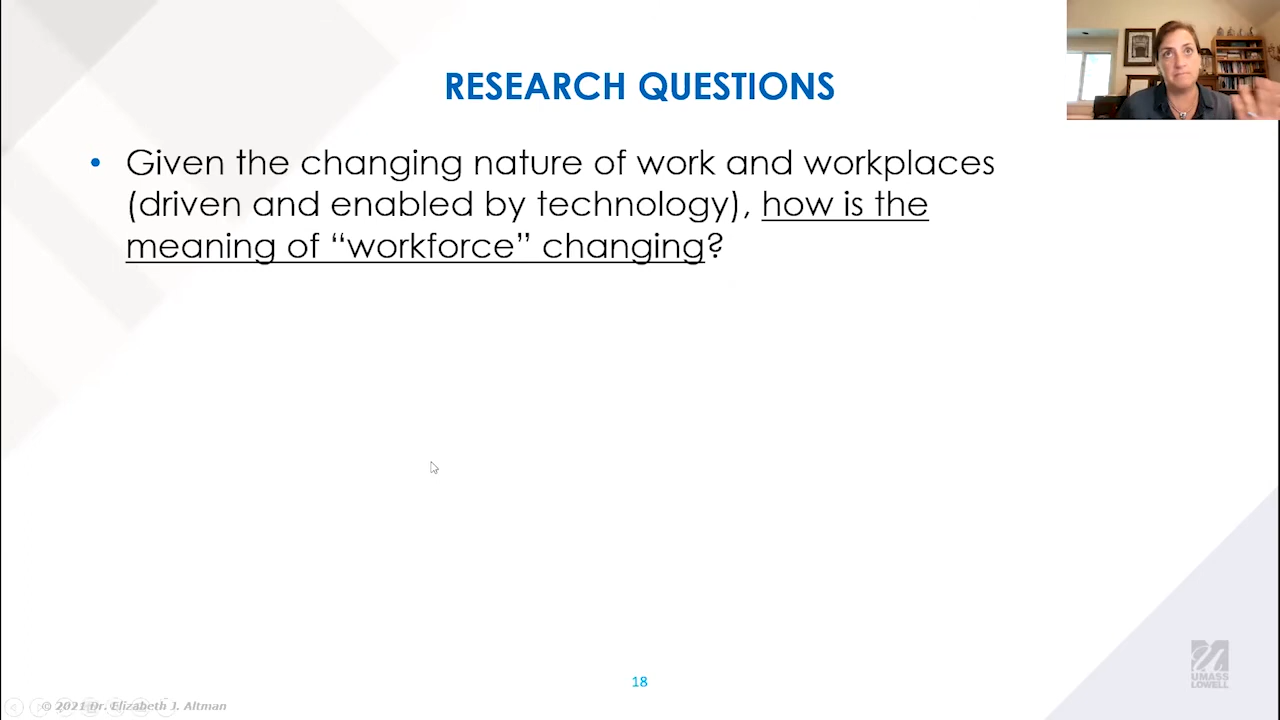 RESEARCH QUESTIONS
• Given the changing nature of work and workplaces
(driven and enabled by technology), how is the
meaning of “workforce” changing?
18
UMASS
LOWELL
© 2021 Dr. Elizabeth J. Altman